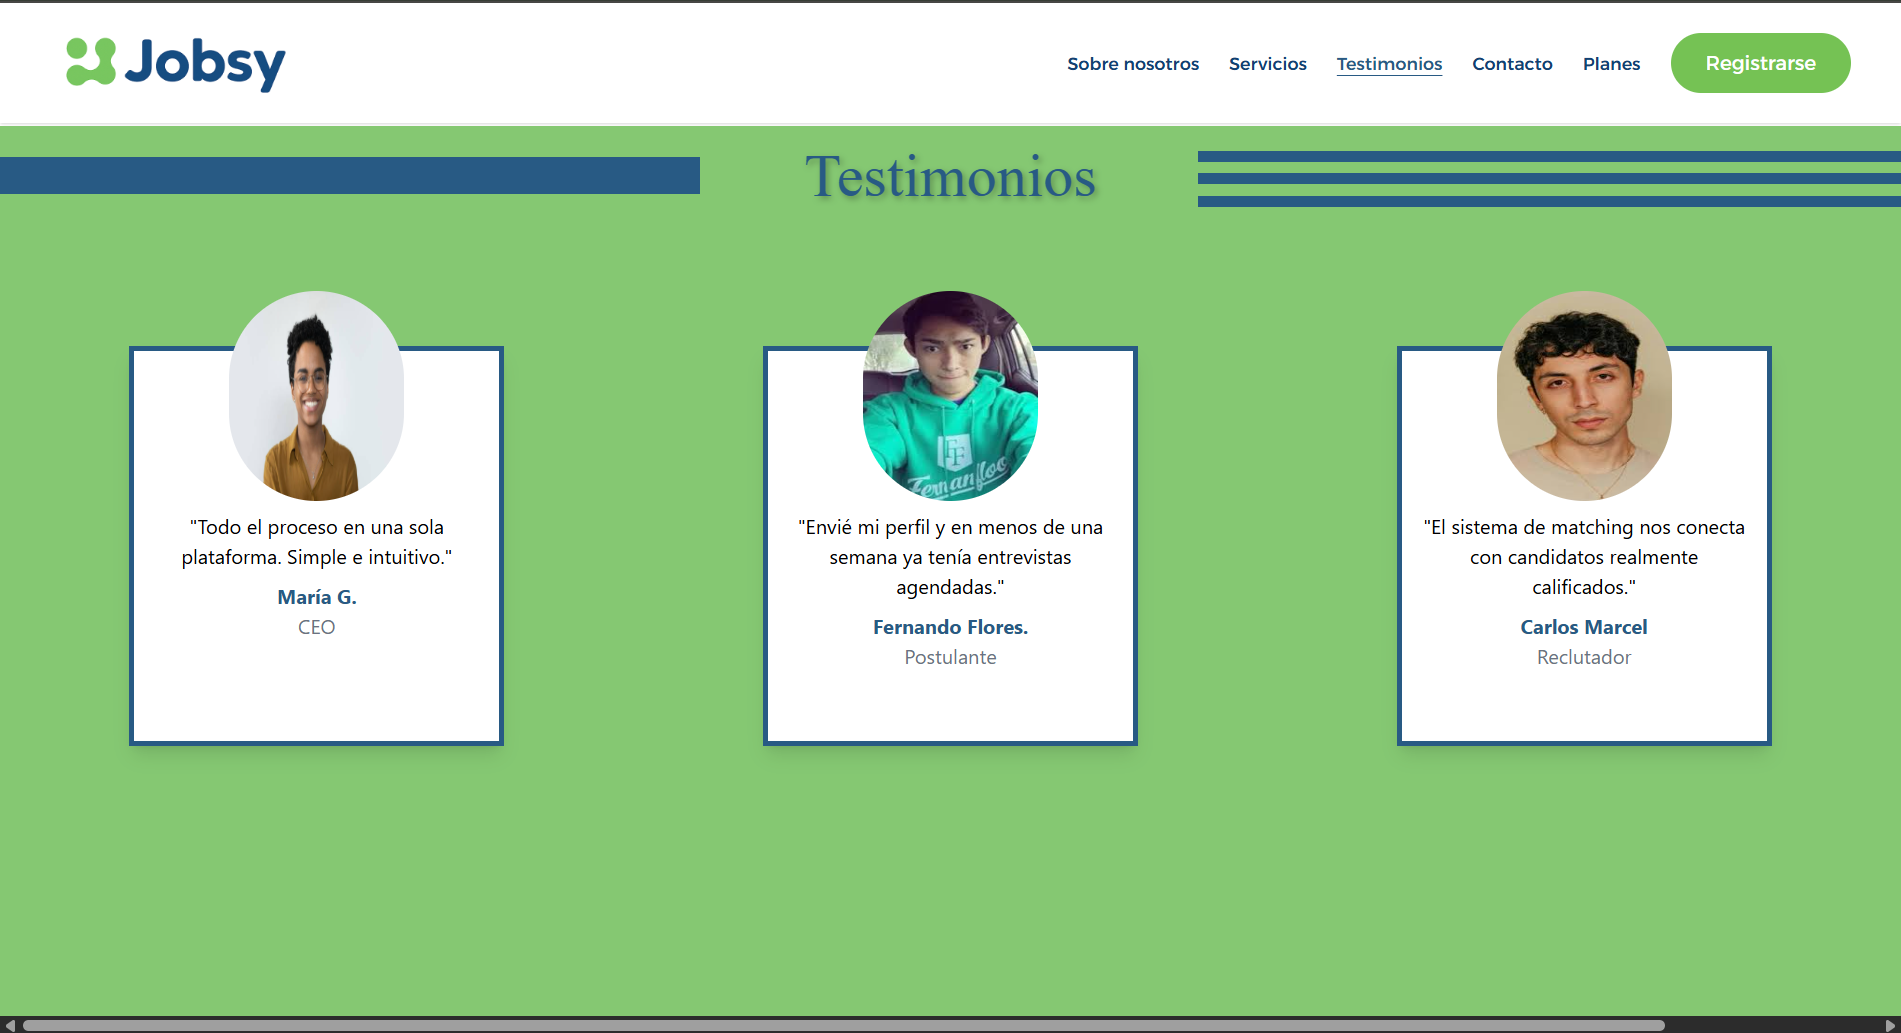 Jobsy
Sobre nosotros
Servicios
Testimonios
Contacto
Planes
Registrarse
Testimonios
"Todo el proceso en una sola
plataforma. Simple e intuitivo."
María G.
CEO
FF
Fernanfloo
"Envié mi perfil y en menos de una
semana ya tenía entrevistas
agendadas."
Fernando Flores.
Postulante
"El sistema de matching nos conecta
con candidatos realmente
calificados."
Carlos Marcel
Reclutador